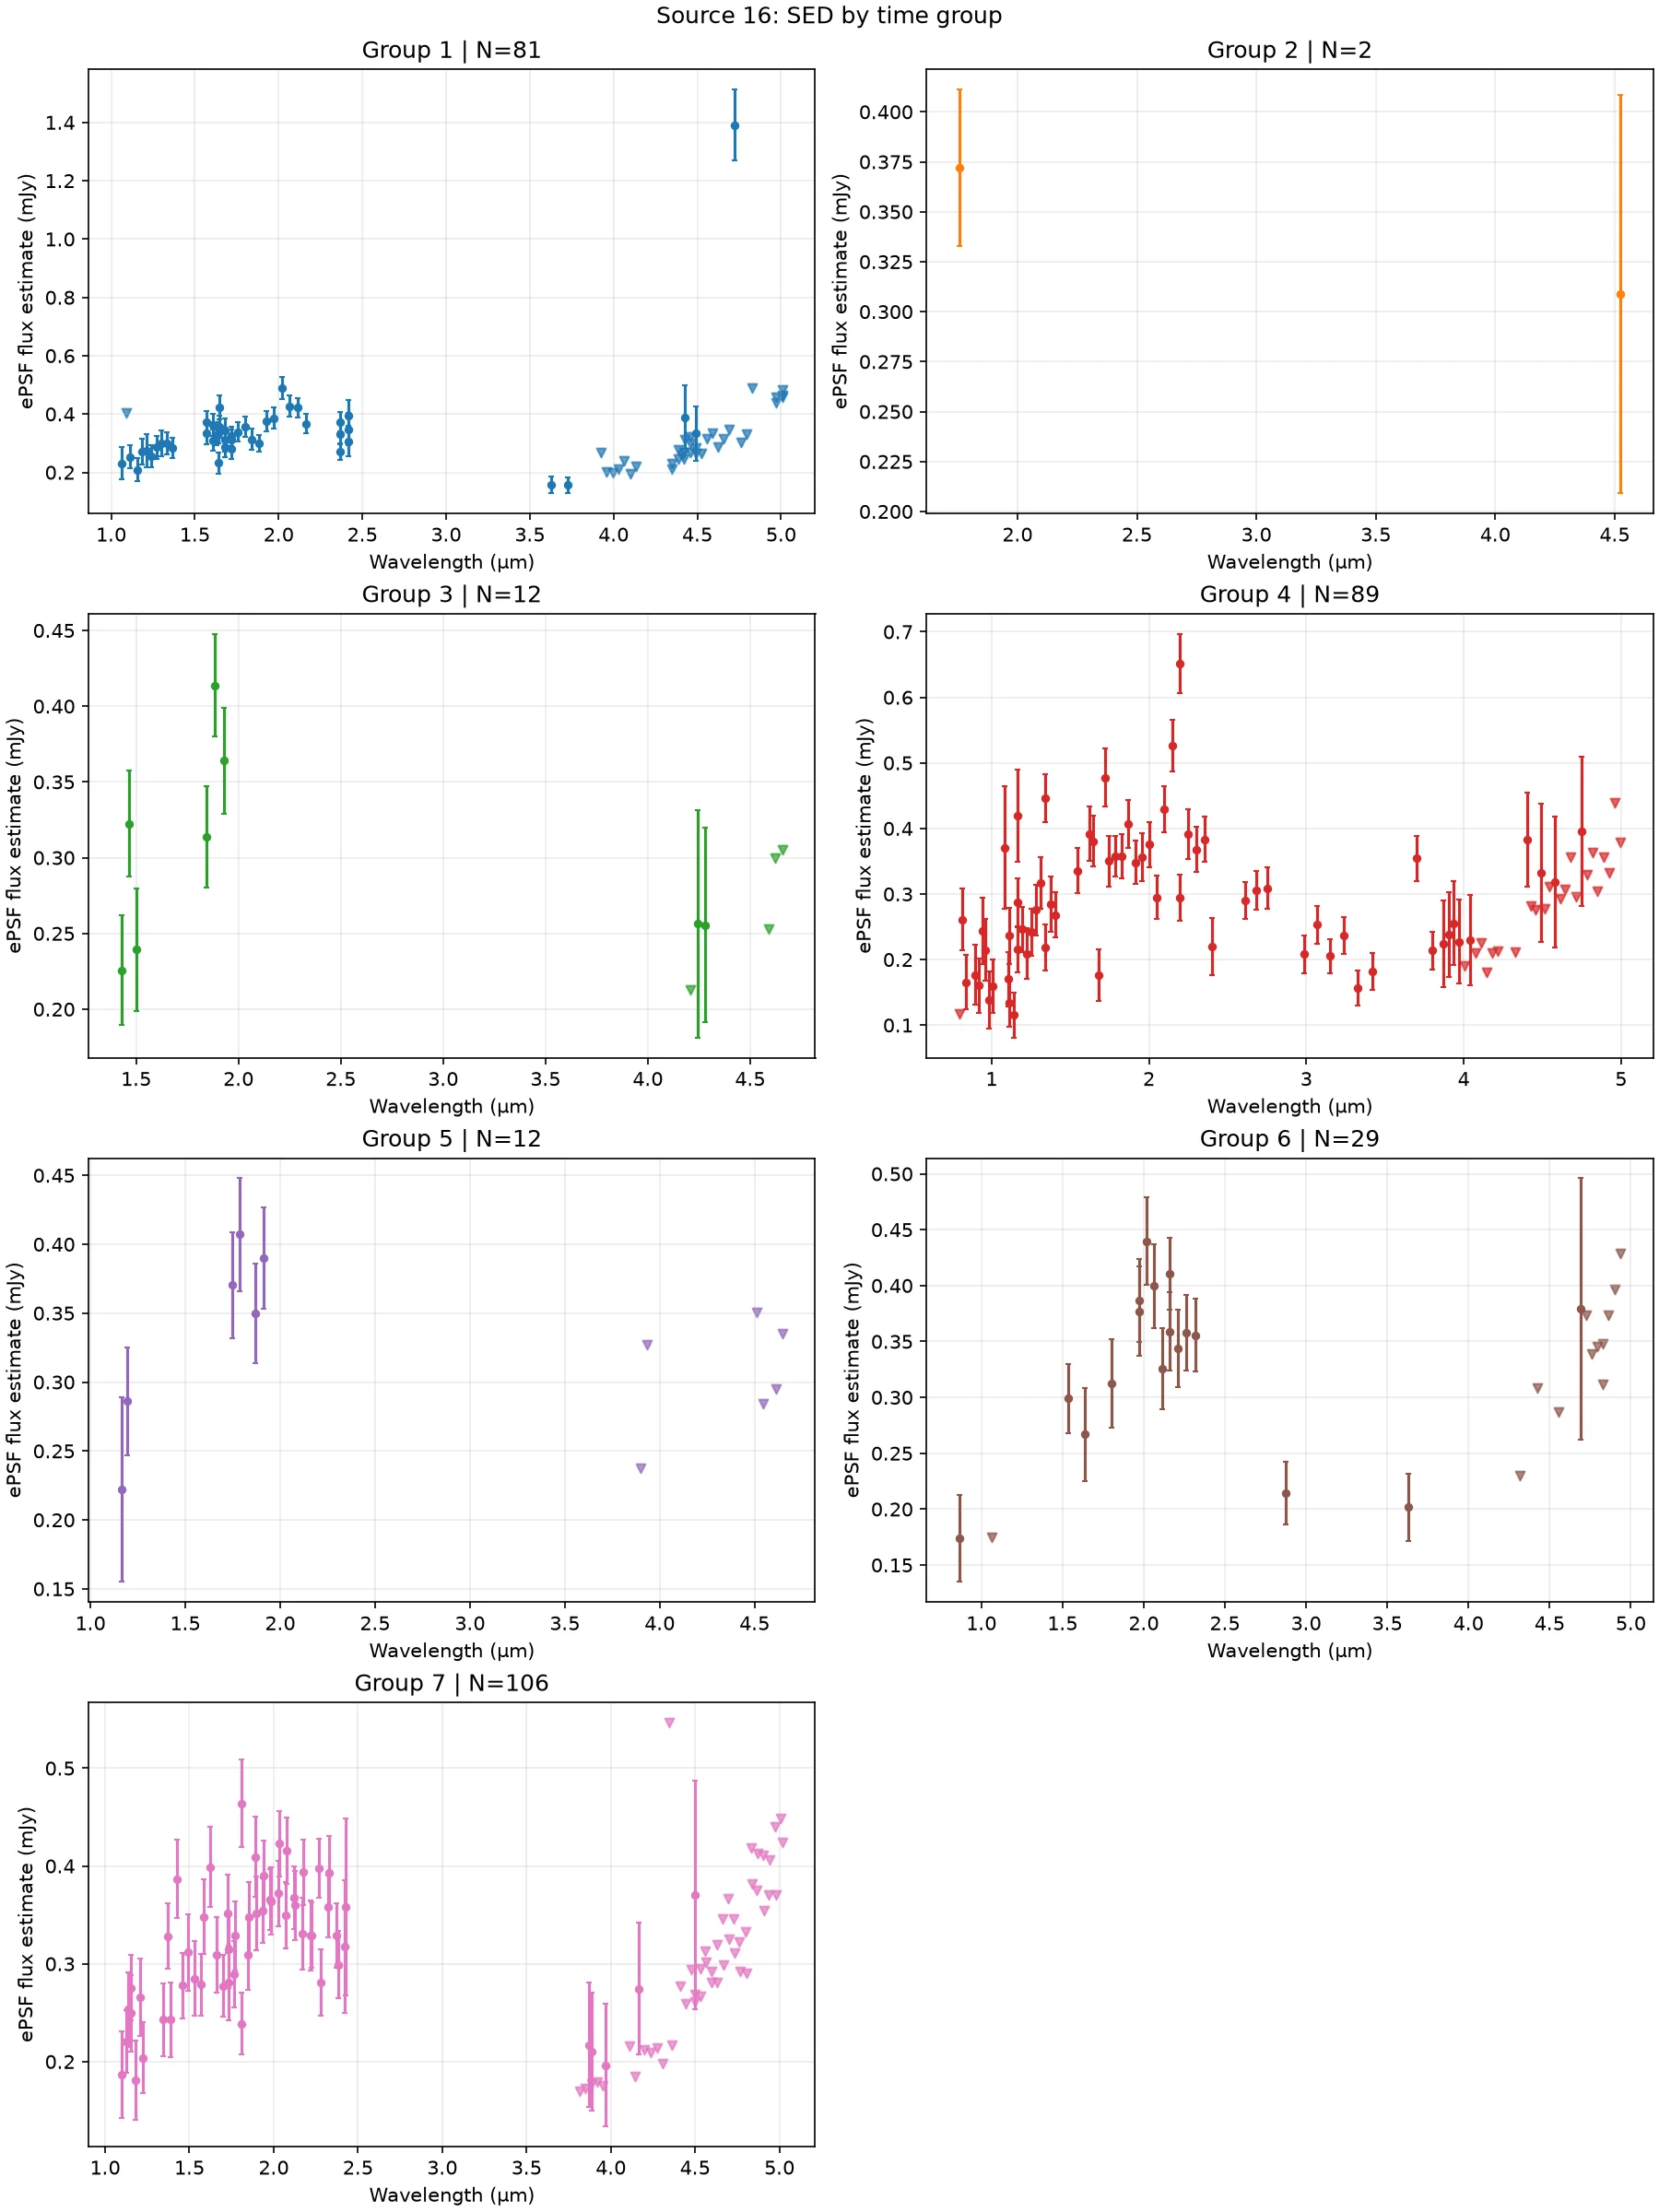 Source 16: SED by time group
Group 1 | N=81
ePSF flux estimate (mJy)
1.4
1.2
1.0
0.8
0.6
0.4
0.2
1.0 1.5 2.0 2.5 3.0 3.5 4.0 4.5 5.0
Wavelength (µm)
Group 2 | N=2
ePSF flux estimate (mJy)
0.400
0.375
0.350
0.325
0.300
0.275
0.250
0.225
0.200
2.0 2.5 3.0 3.5 4.0 4.5
Wavelength (µm)
Group 3 | N=12
ePSF flux estimate (mJy)
0.45
0.40
0.35
0.30
0.25
0.20
1.5 2.0 2.5 3.0 3.5 4.0 4.5
Wavelength (µm)
Group 4 | N=89
ePSF flux estimate (mJy)
0.7
0.6
0.5
0.4
0.3
0.2
0.1
1 2 3 4 5
Wavelength (µm)
Group 5 | N=12
ePSF flux estimate (mJy)
0.45
0.40
0.35
0.30
0.25
0.20
0.15
1.0 1.5 2.0 2.5 3.0 3.5 4.0 4.5
Wavelength (µm)
Group 6 | N=29
ePSF flux estimate (mJy)
0.50
0.45
0.40
0.35
0.30
0.25
0.20
0.15
1.0 1.5 2.0 2.5 3.0 3.5 4.0 4.5 5.0
Wavelength (µm)
Group 7 | N=106
ePSF flux estimate (mJy)
0.5
0.4
0.3
0.2
1.0 1.5 2.0 2.5 3.0 3.5 4.0 4.5 5.0
Wavelength (µm)